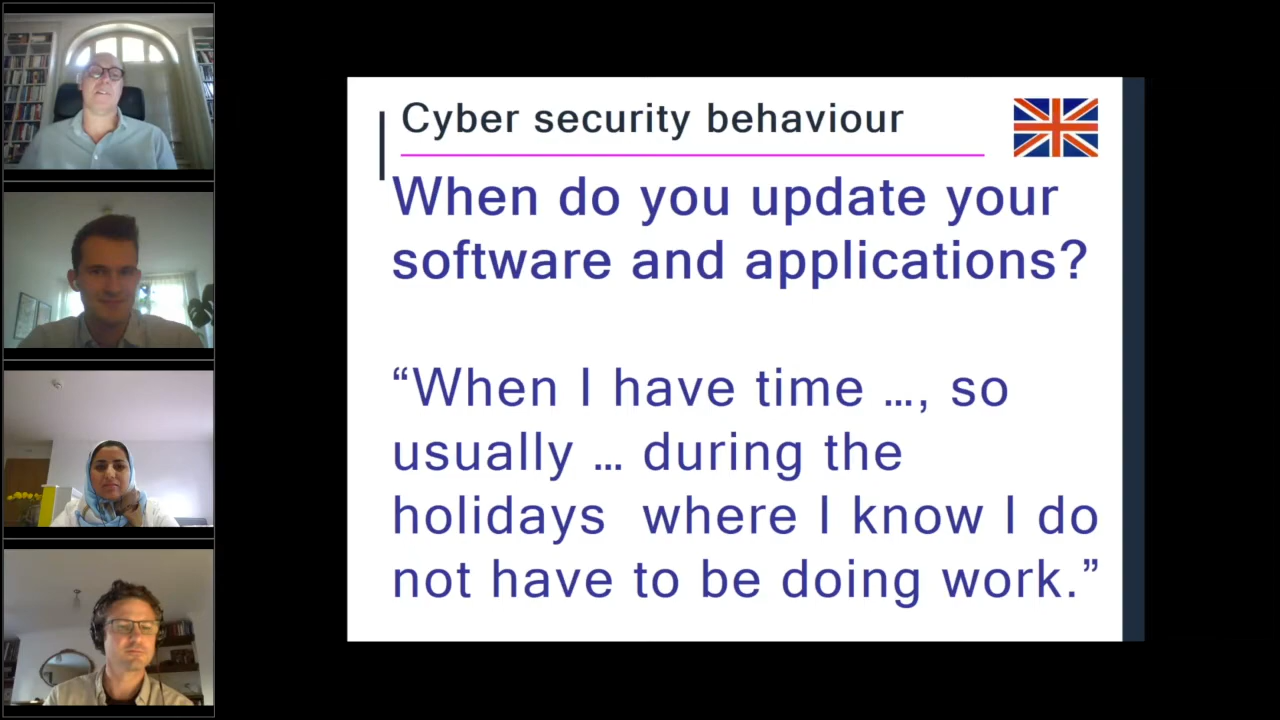 Cyber security behaviour
When do you update your
software and applications?
“When I have time …, so
usually … during the
holidays  where I know I do
not have to be doing work.”